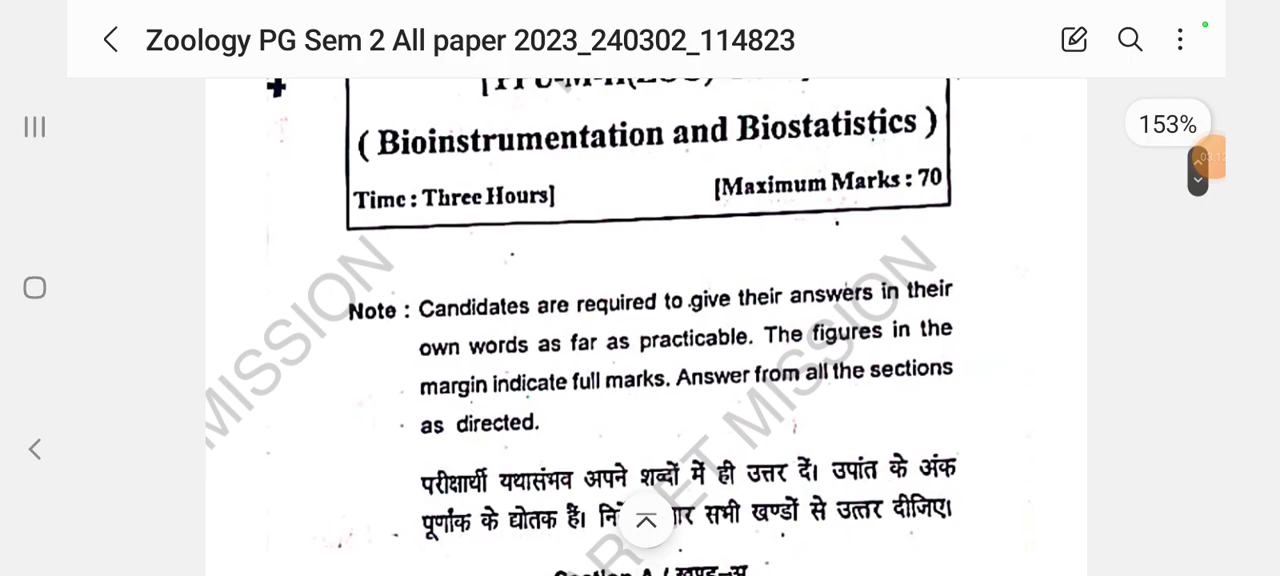 Zoology PG Sem 2 All paper 2023_240302_114823
153%
( Bioinstrumentation and Biostatistics )
Time : Three Hours]
[Maximum Marks : 70
Note : Candidates are required to give their answers in their
own words as far as practicable. The figures in the
margin indicate full marks. Answer from all the sections
as directed.
परीक्षार्थी यथासंभव अपने शब्दों में ही उत्तर दें। उपांत के अंक
पूर्णांक के द्योतक हैं। सभी खण्डों से उत्तर दीजिए।
MISSION
MISSION